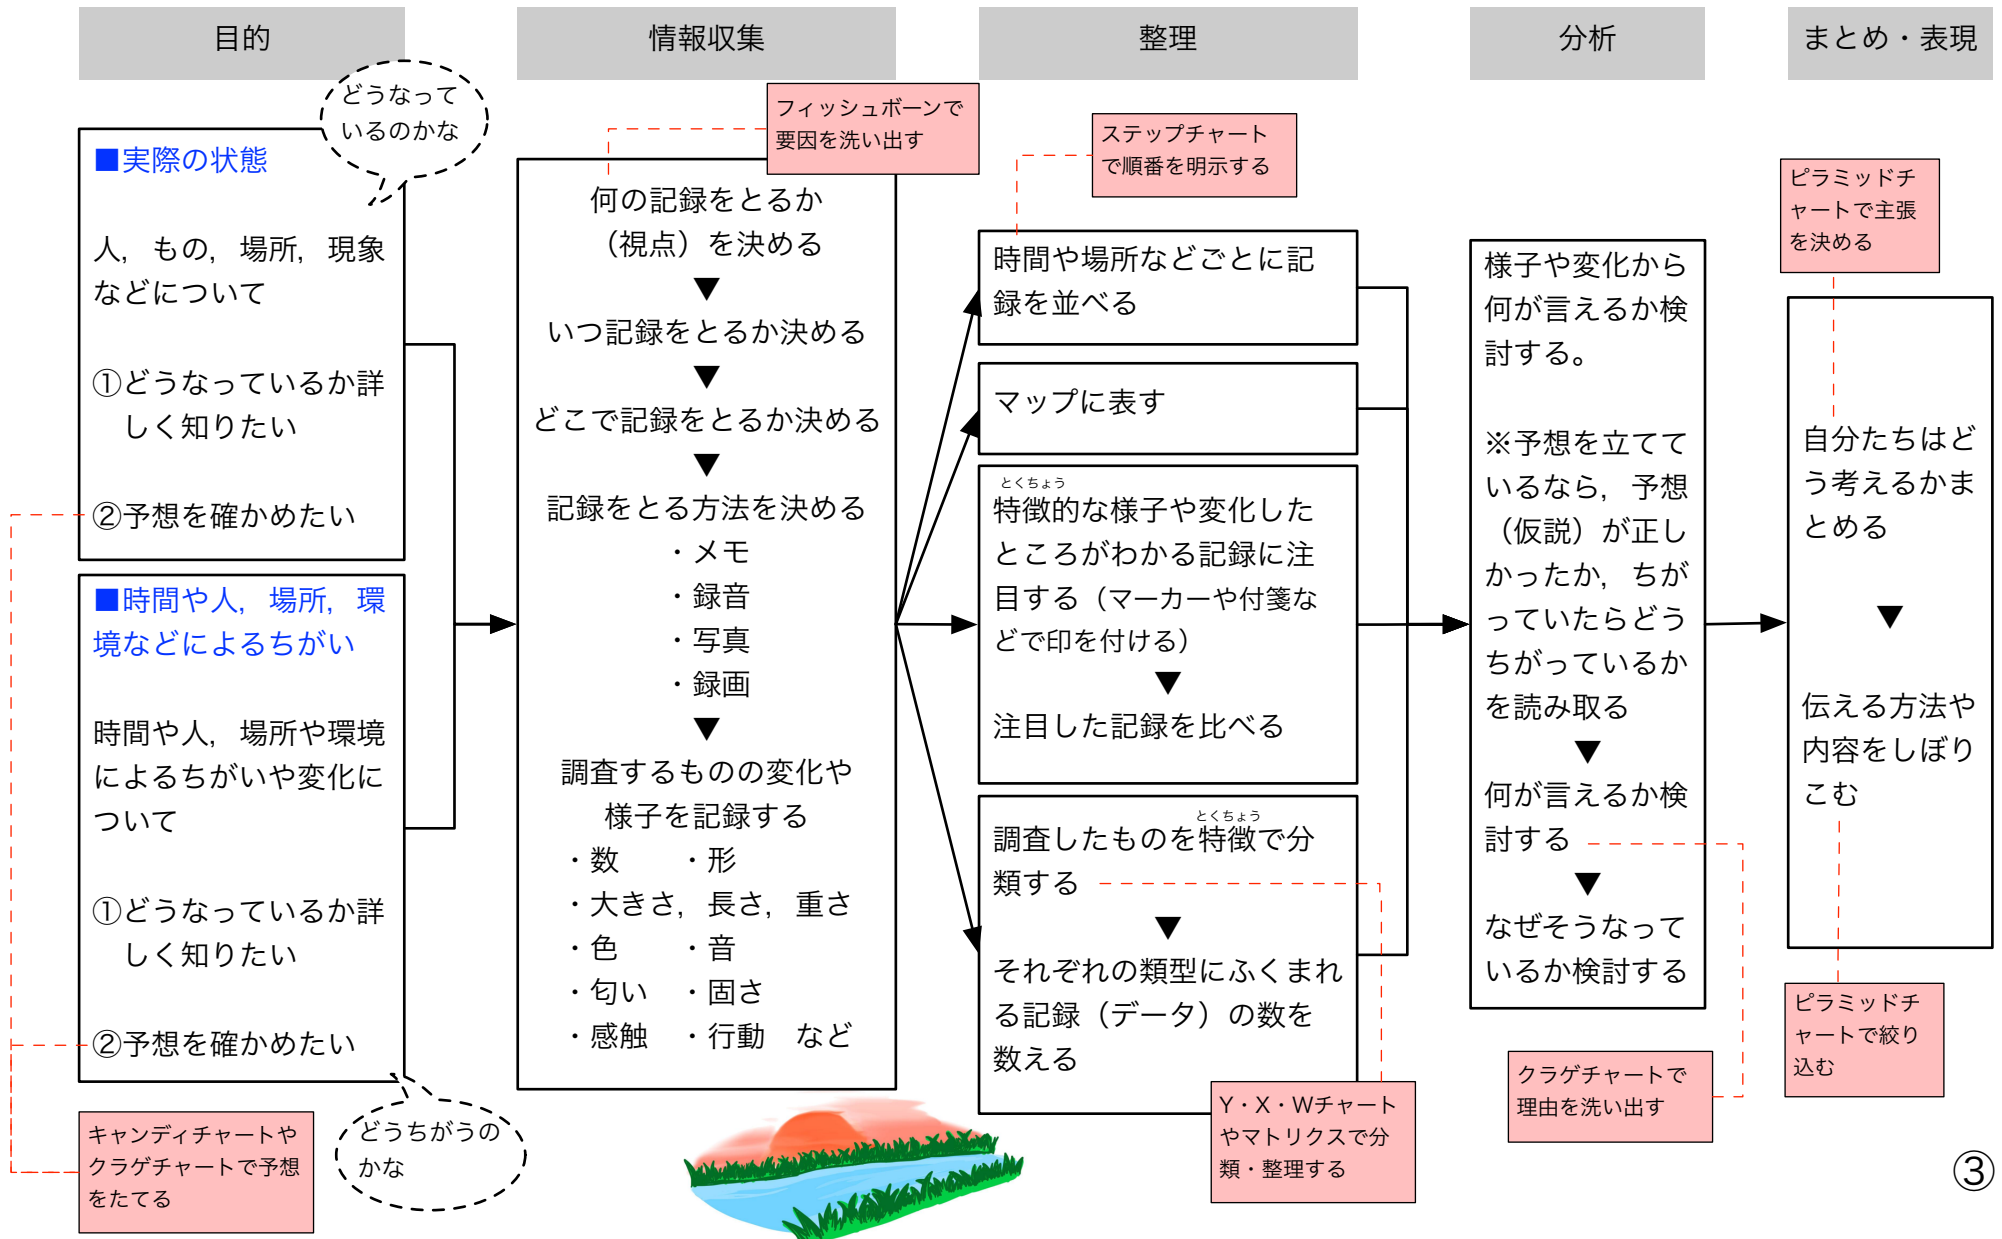 目的
どうなって
いるのかな
■実際の状態
人，もの，場所，現象
などについて
①どうなっているか詳
しく知りたい
②予想を確かめたい
■時間や人，場所，環
境などによるちがい
時間や人，場所や環境
によるちがいや変化に
ついて
①どうなっているか詳
しく知りたい
②予想を確かめたい
キャンディチャートや
クラゲチャートで予想
をたてる
どうちがうの
かな
情報収集
フィッシュボーンで
要因を洗い出す
何の記録をとるか
（視点）を決める
▼
いつ記録をとるか決める
▼
どこで記録をとるか決める
▼
記録をとる方法を決める
・メモ
・録音
・写真
・録画
▼
調査するものの変化や
様子を記録する
・数　・形
・大きさ，長さ，重さ
・色　・音
・匂い　・固さ
・感触　・行動　など
整理
ステップチャート
で順番を明示する
時間や場所などごとに記
録を並べる
マップに表す
とくちょう
特徴的な様子や変化した
ところがわかる記録に注
目する（マーカーや付箋な
どで印を付ける）
▼
注目した記録を比べる
とくちょう
調査したものを特徴で分
類する
▼
それぞれの類型にふくまれ
る記録（データ）の数を
数える
Y・X・Wチャート
やマトリクスで分
類・整理する
分析
様子や変化から
何が言えるか検
討する。
※予想を立てて
いるなら，予想
（仮説）が正し
かったか，ちが
っていたらどう
ちがっているか
を読み取る
▼
何が言えるか検
討する
▼
なぜそうなって
いるか検討する
クラゲチャートで
理由を洗い出す
まとめ・表現
ピラミッドチ
ャートで主張
を決める
自分たちはど
う考えるかま
とめる
▼
伝える方法や
内容をしぼり
こむ
ピラミッドチ
ャートで絞り
込む
③